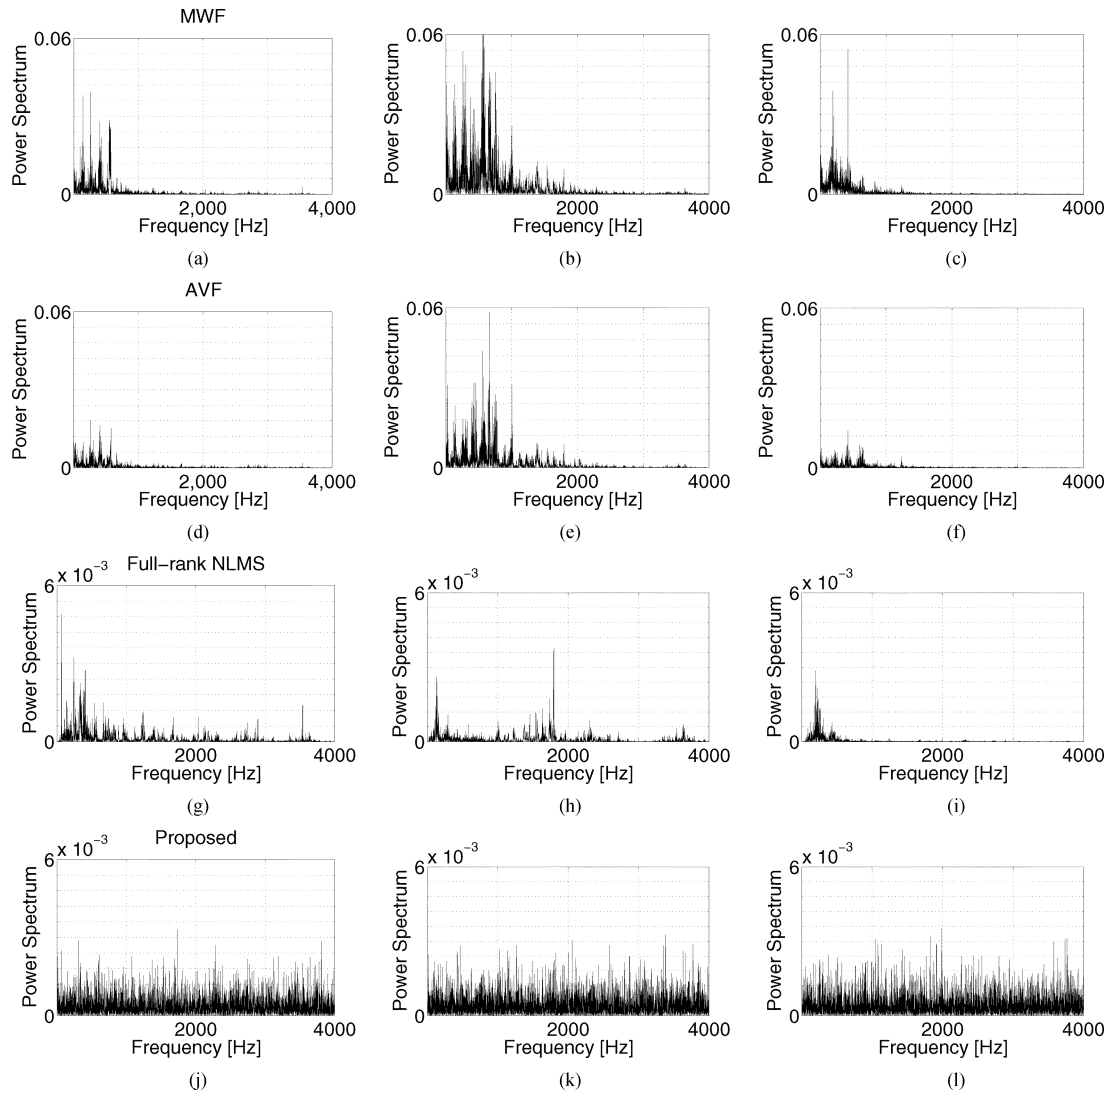 MWF
0.06
Power Spectrum
0
2,000
4,000
Frequency [Hz]
(a)
0.06
Power Spectrum
0
2000
4000
Frequency [Hz]
(b)
0.06
Power Spectrum
0
2000
4000
Frequency [Hz]
(c)
AVF
0.06
Power Spectrum
0
2,000
4,000
Frequency [Hz]
(d)
0.06
Power Spectrum
0
2000
4000
Frequency [Hz]
(e)
0.06
Power Spectrum
0
2000
4000
Frequency [Hz]
(f)
Full−rank NLMS
6 x 10⁻³
Power Spectrum
0
2000
4000
Frequency [Hz]
(g)
6 x 10⁻³
Power Spectrum
0
2000
4000
Frequency [Hz]
(h)
6 x 10⁻³
Power Spectrum
0
2000
4000
Frequency [Hz]
(i)
Proposed
6 x 10⁻³
Power Spectrum
0
2000
4000
Frequency [Hz]
(j)
6 x 10⁻³
Power Spectrum
0
2000
4000
Frequency [Hz]
(k)
6 x 10⁻³
Power Spectrum
0
2000
4000
Frequency [Hz]
(l)